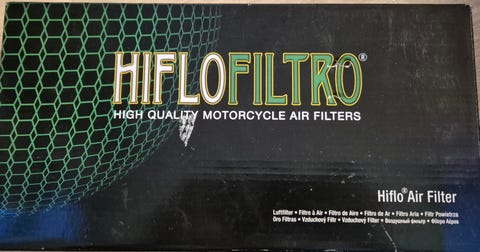 HIFLOFILTRO®
HIGH QUALITY MOTORCYCLE AIR FILTERS
Hiflo® Air Filter
Luftfilter • Filtre à Air • Filtro de Aire • Filtro de Ar • Filtro Aria • Filtr Powietrza
Oro Filtras • Vzduchový Filtr • Vzduchový Filter • Воздушный фильтр • Φίλτρο Αέρος